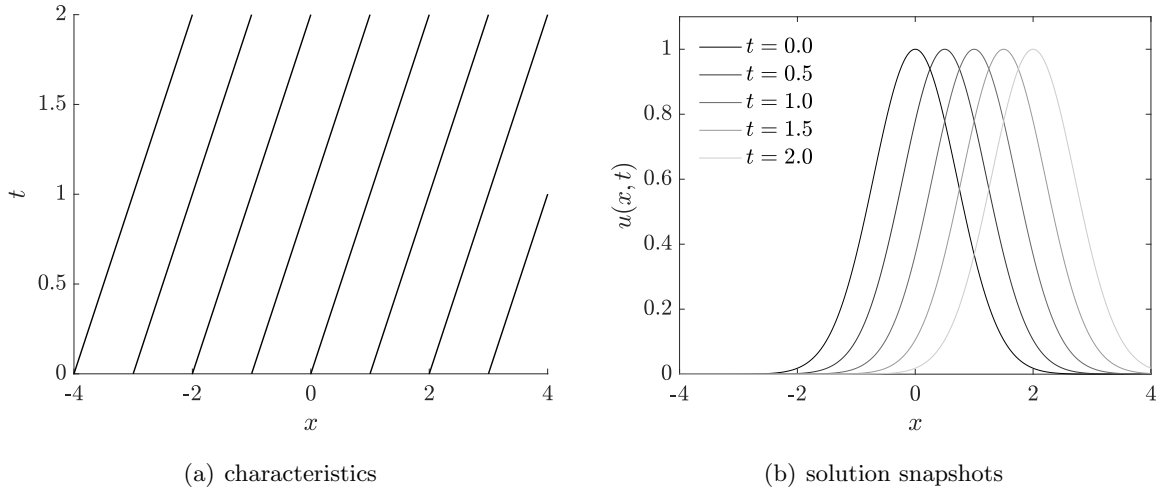 2
1.5
t
1
0.5
0
-4
-2
0
2
4
x
(a) characteristics
1
0.8
u(x, t)
0.6
0.4
0.2
0
-4
-2
0
2
4
x
t = 0.0
t = 0.5
t = 1.0
t = 1.5
t = 2.0
(b) solution snapshots